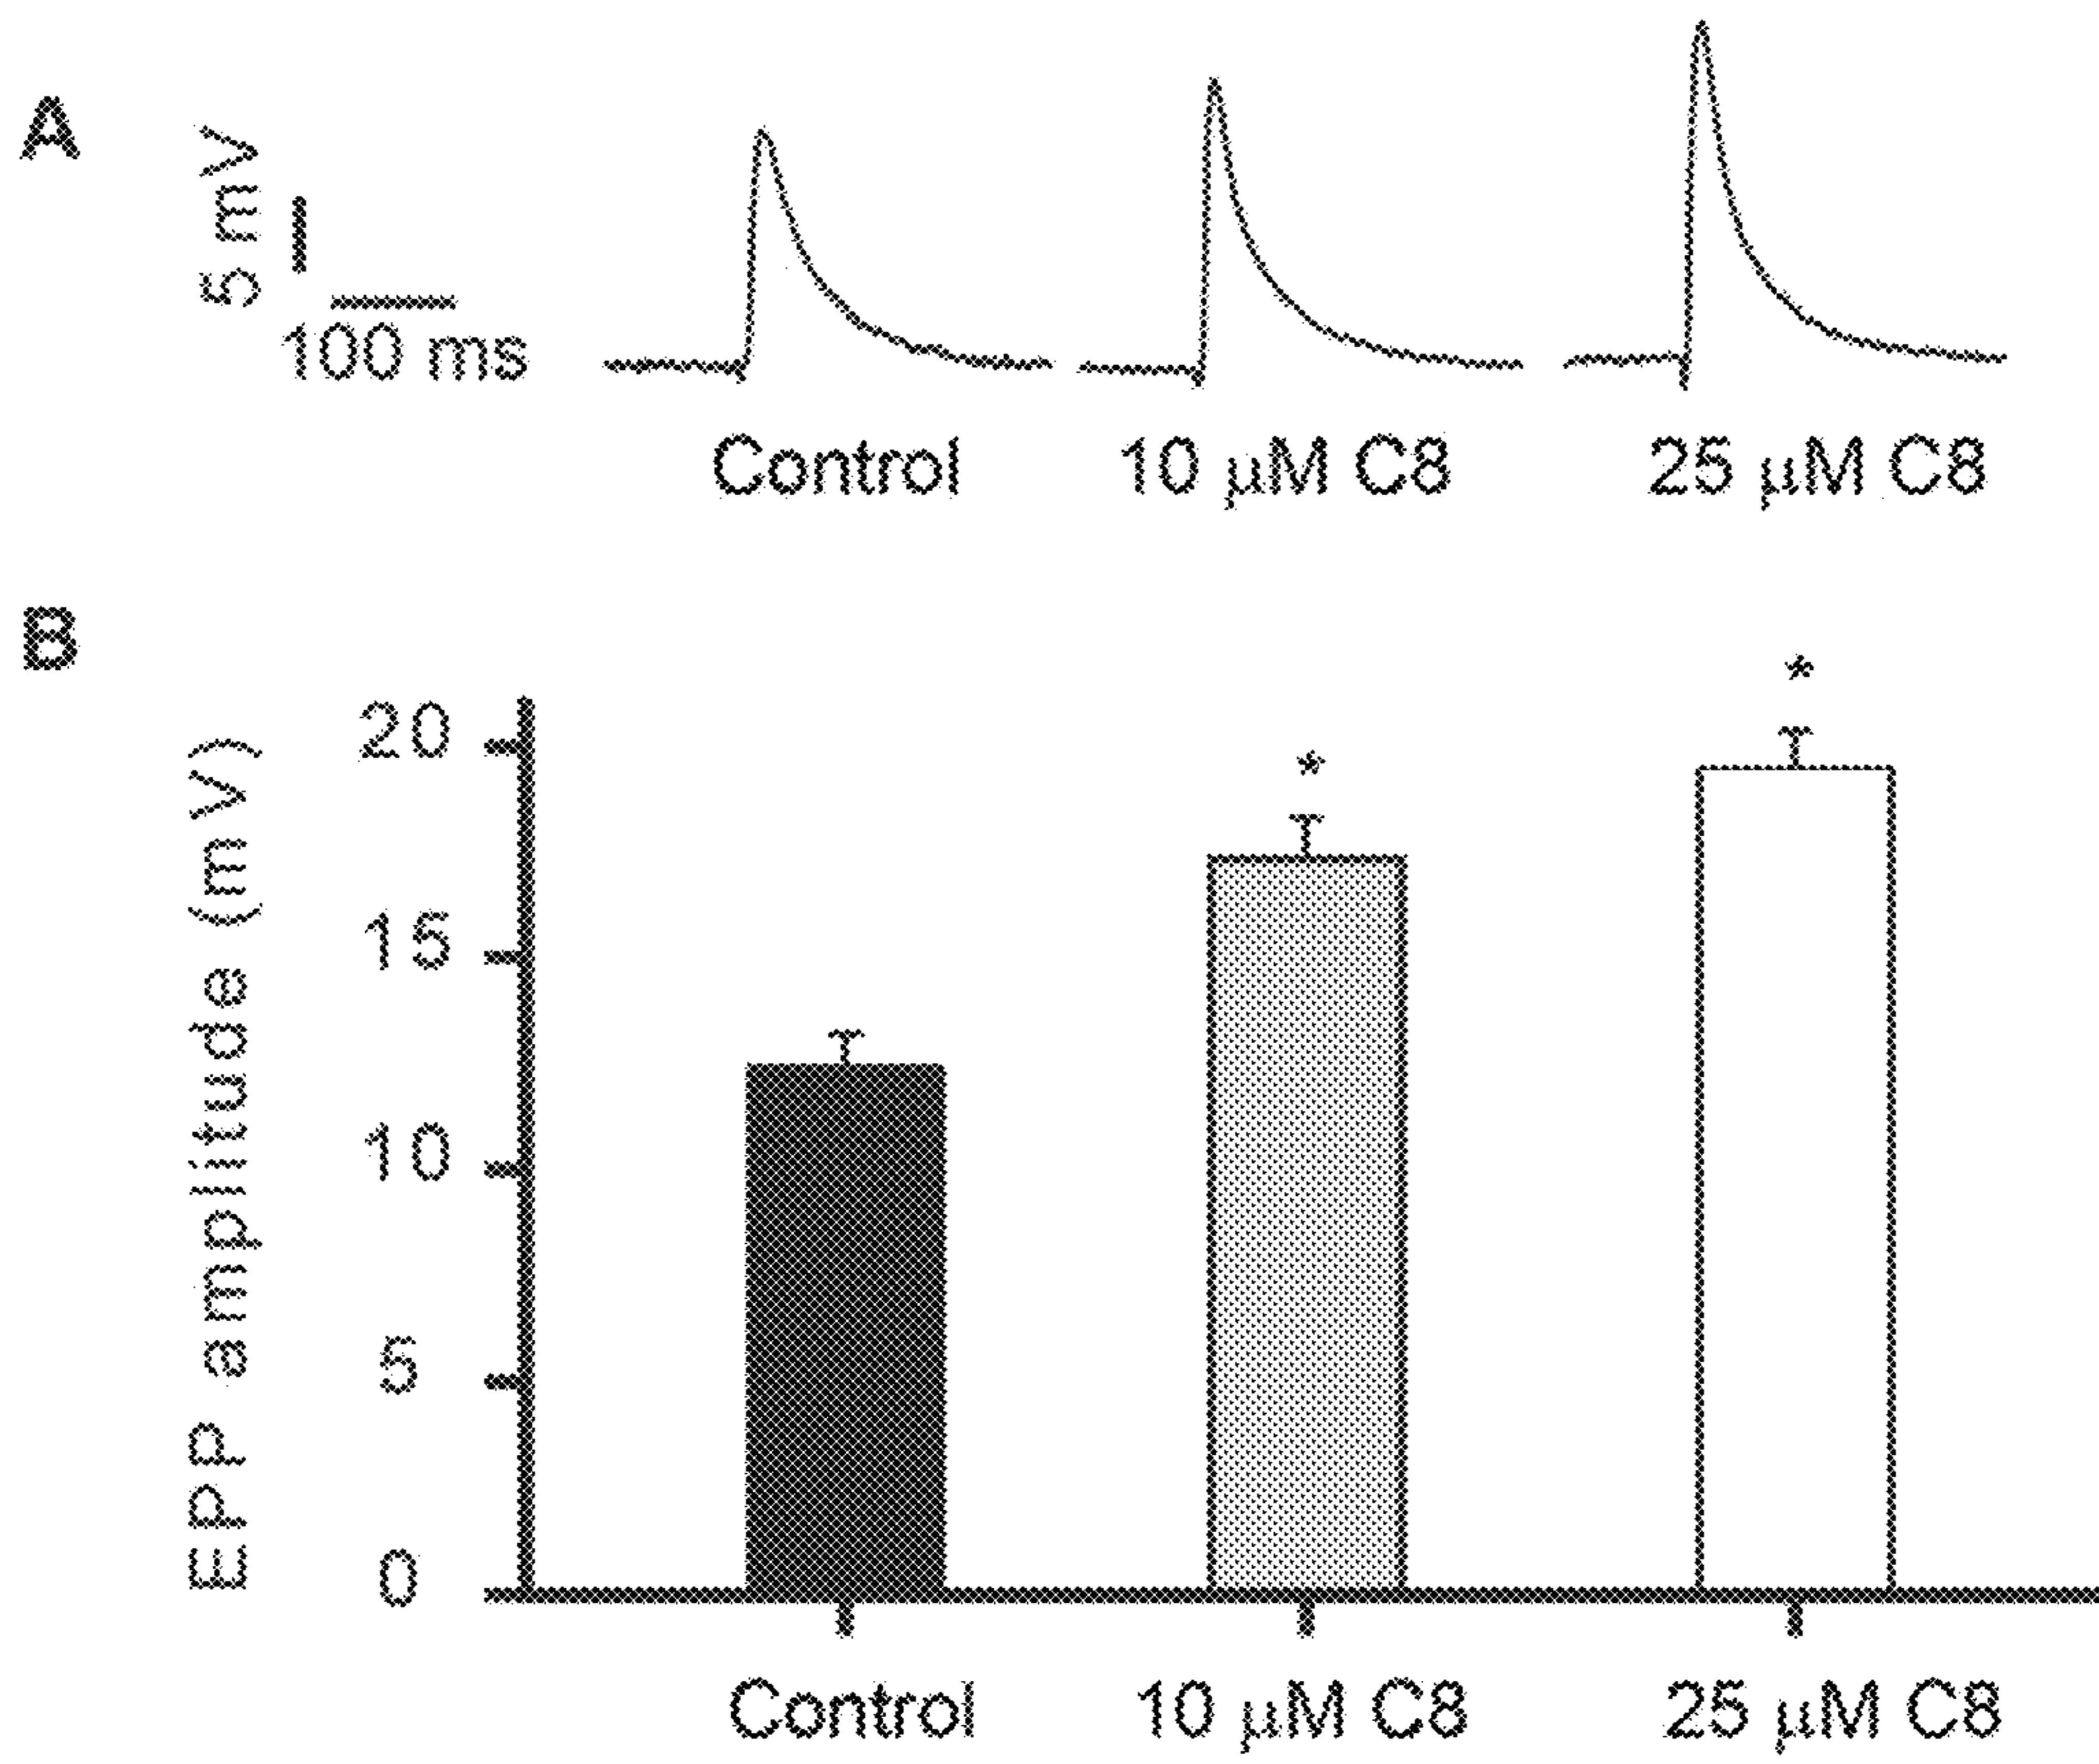 A
5 mV
100 ms
Control
10 μM C8
25 μM C8
B
EPP amplitude (mV)
20
15
10
5
0
*
*
Control
10 μM C8
25 μM C8